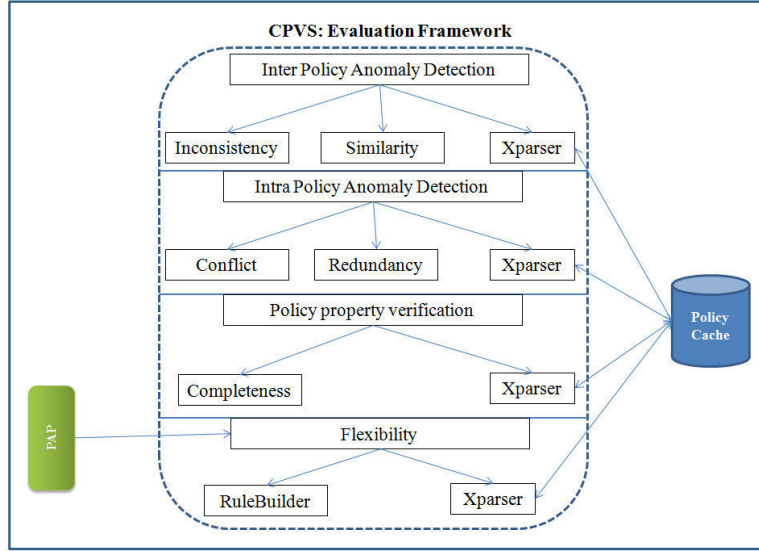 CPVS: Evaluation Framework
Inter Policy Anomaly Detection
Inconsistency
Similarity
Xparser
Intra Policy Anomaly Detection
Conflict
Redundancy
Xparser
Policy property verification
Completeness
Xparser
Flexibility
RuleBuilder
Xparser
PAP
Policy
Cache